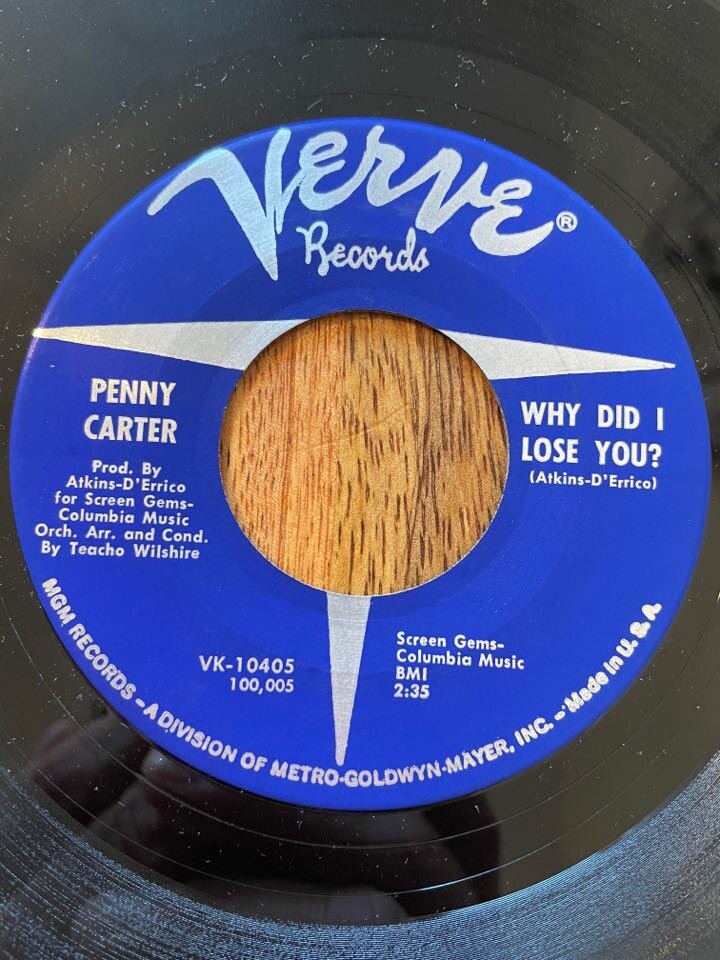 Verve ®
Records
PENNY
CARTER
Prod. By
Atkins-D'Errico
for Screen Gems-
Columbia Music
Orch. Arr. and Cond.
By Teacho Wilshire
WHY DID I
LOSE YOU?
(Atkins-D'Errico)
VK-10405
100,005
Screen Gems-
Columbia Music
BMI
2:35
MGM RECORDS – A DIVISION OF METRO-GOLDWYN-MAYER, INC. – Made in U.S.A.